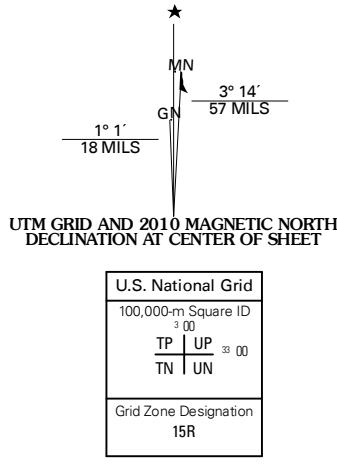 ★
MN
3° 14´
57 MILS
GN
1° 1´
18 MILS
UTM GRID AND 2010 MAGNETIC NORTH
DECLINATION AT CENTER OF SHEET
U.S. National Grid
100,000-m Square ID
3 00
TP UP
33 00
TN UN
Grid Zone Designation
15R